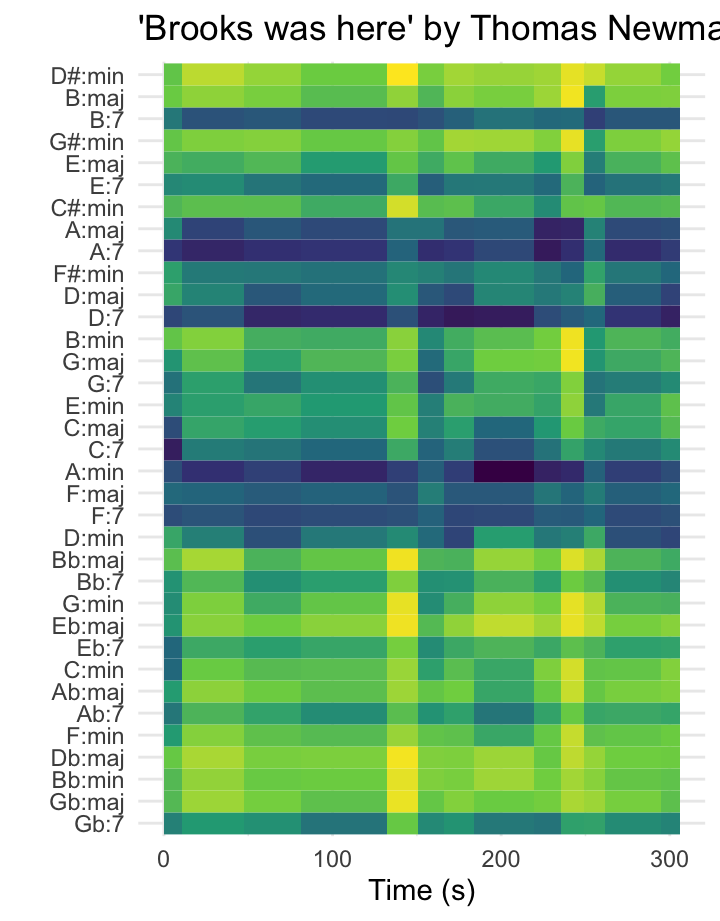 'Brooks was here' by Thomas Newma
D#:min
B:maj
B:7
G#:min
E:maj
E:7
C#:min
A:maj
A:7
F#:min
D:maj
D:7
B:min
G:maj
G:7
E:min
C:maj
C:7
A:min
F:maj
F:7
D:min
Bb:maj
Bb:7
G:min
Eb:maj
Eb:7
C:min
Ab:maj
Ab:7
F:min
Db:maj
Bb:min
Gb:maj
Gb:7
0 100 200 300
Time (s)